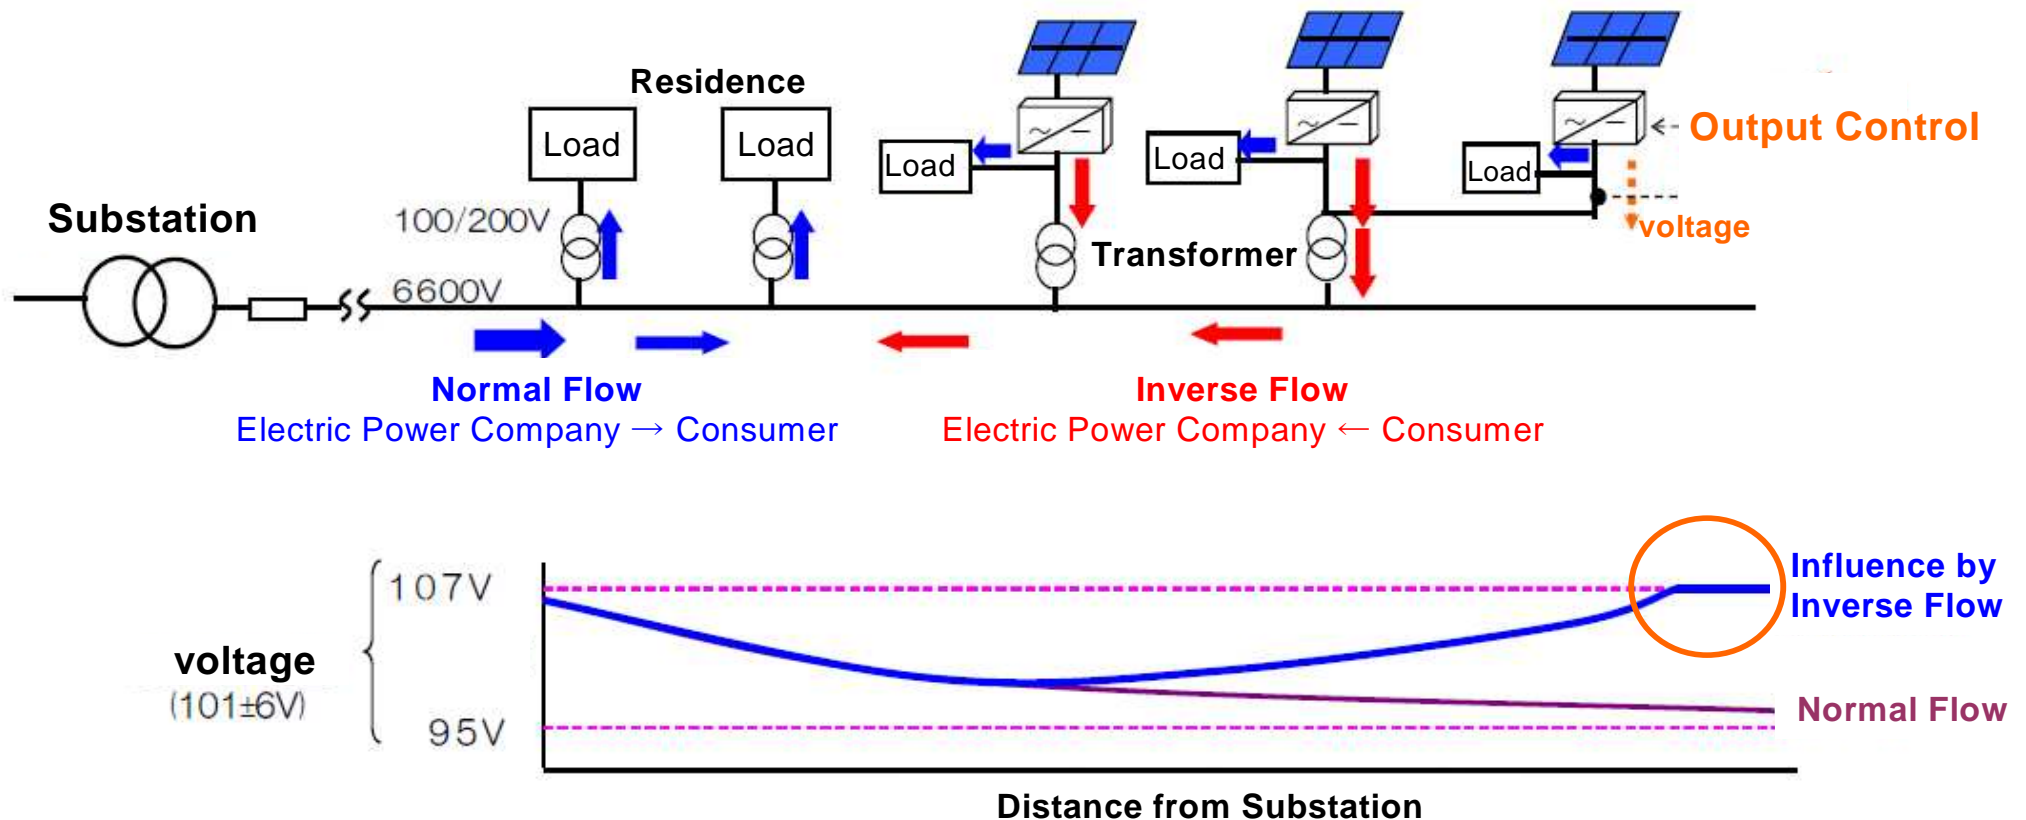 Residence
Load
Load
Load
Load
Load
Output Control
Substation
100/200V
voltage
Transformer
6600V
Normal Flow
Electric Power Company → Consumer
Inverse Flow
Electric Power Company ← Consumer
107V
Influence by
Inverse Flow
voltage
(101±6V)
95V
Normal Flow
Distance from Substation